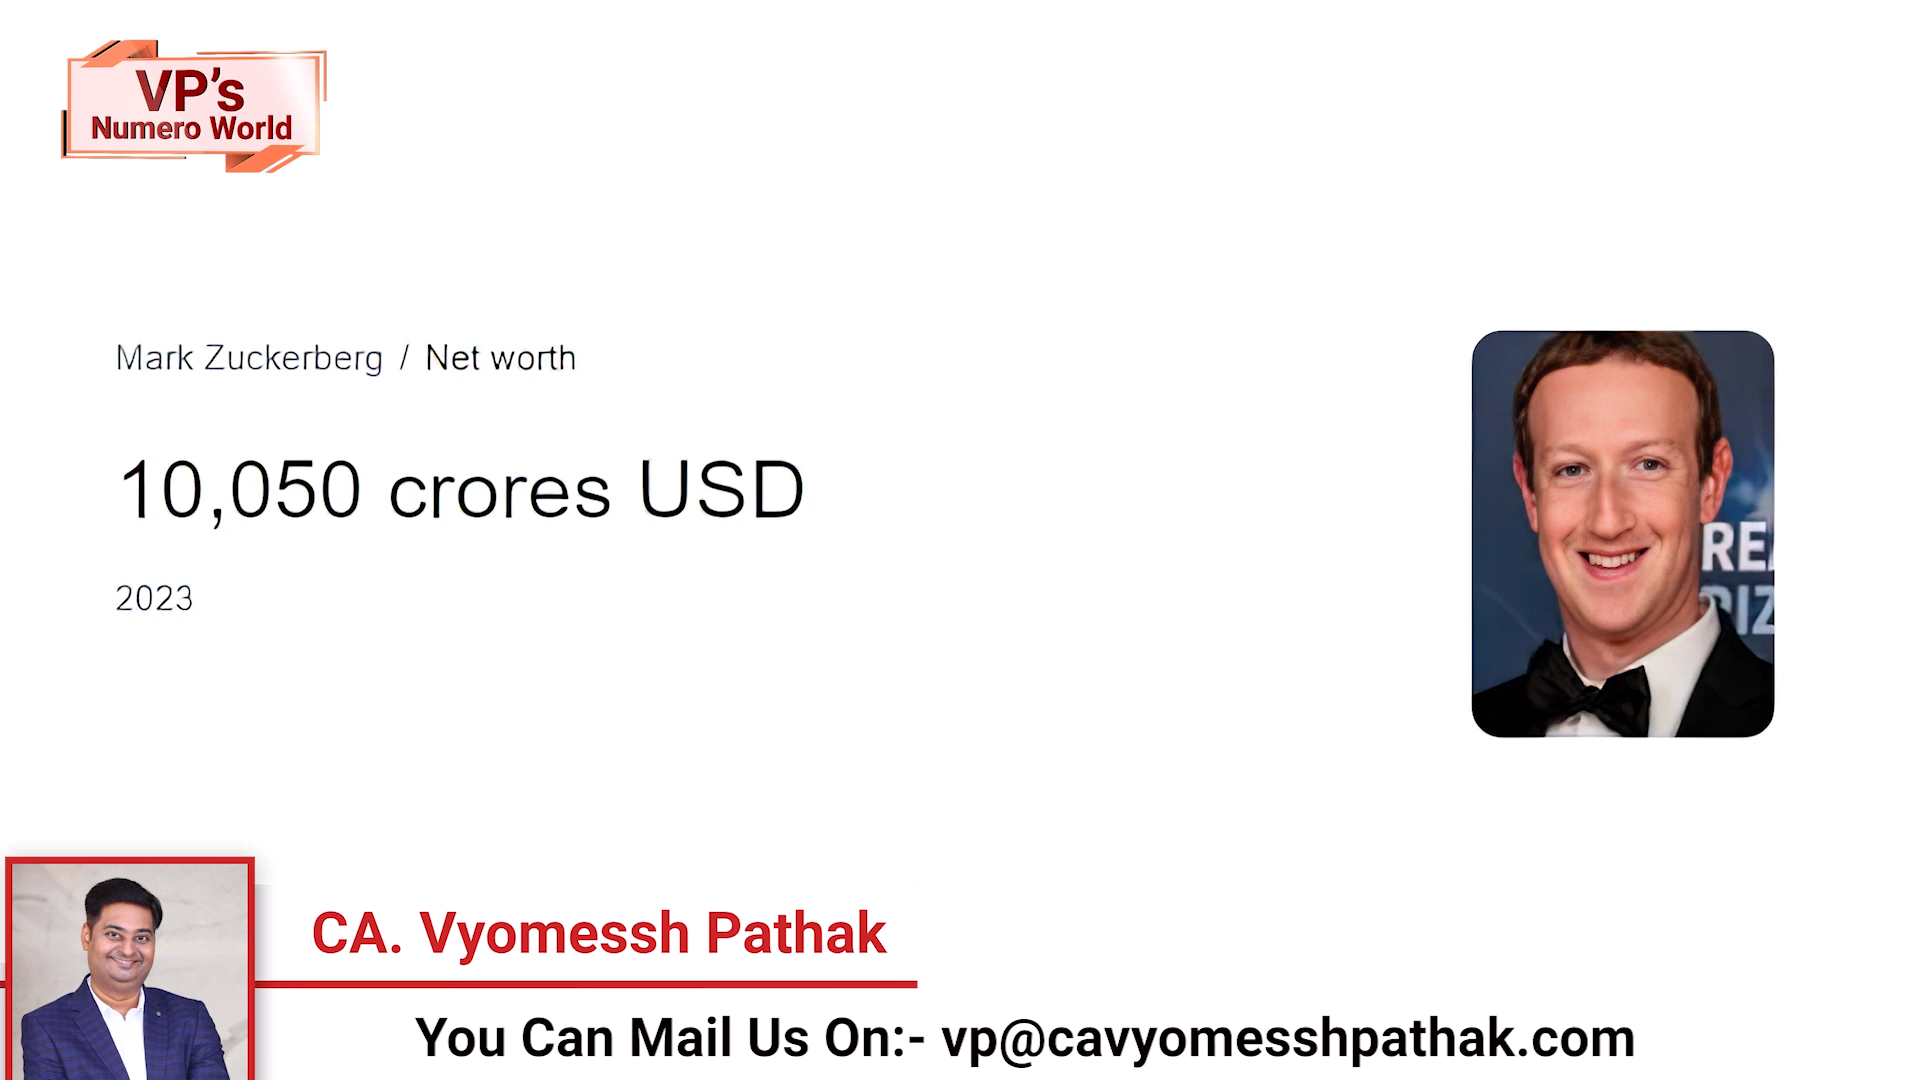 VP's
Numero World
Mark Zuckerberg / Net worth
10,050 crores USD
2023
REA
CA. Vyomessh Pathak
You Can Mail Us On:- vp@cavyomesshpathak.com